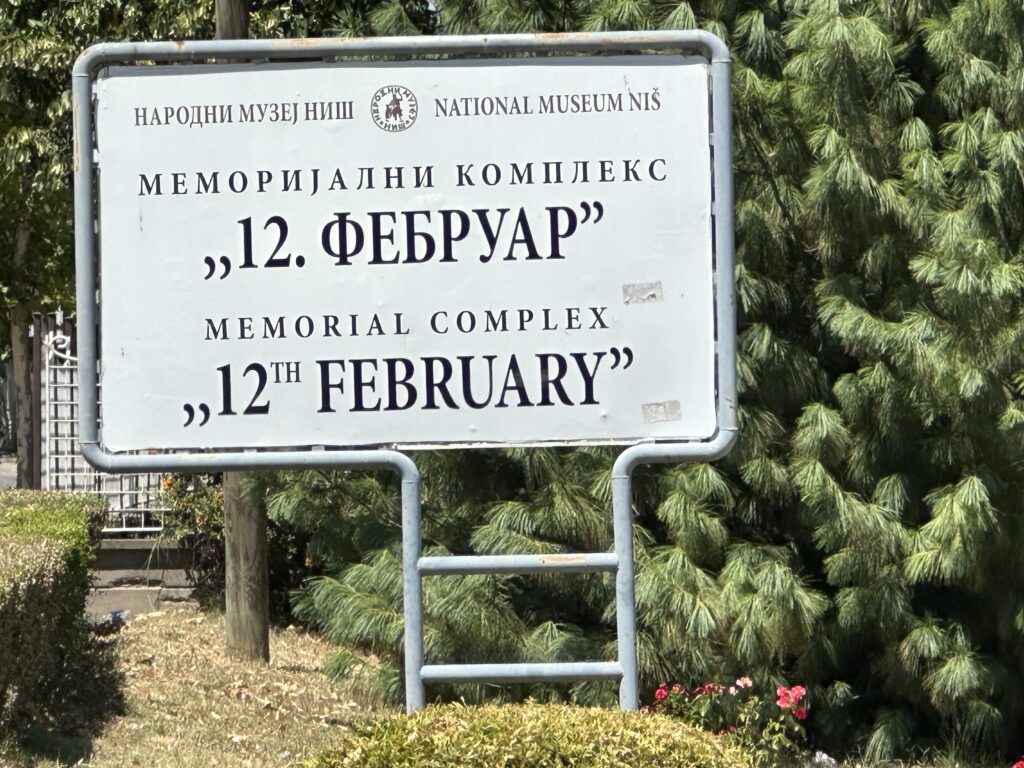 НАРОДНИ МУЗЕЈ НИШ NATIONAL MUSEUM NIŠ
МЕМОРИЈАЛНИ КОМПЛЕКС
„12. ФЕБРУАР”
MEMORIAL COMPLEX
„12TH FEBRUARY”